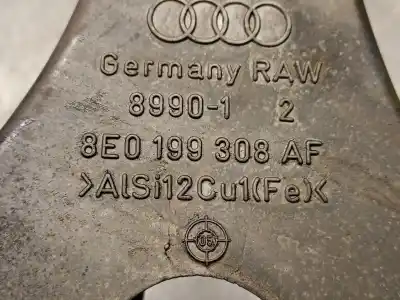 Germany RAW
8990-1 2
8E0 199 308 AF
>AlSi12Cu1(Fe)<